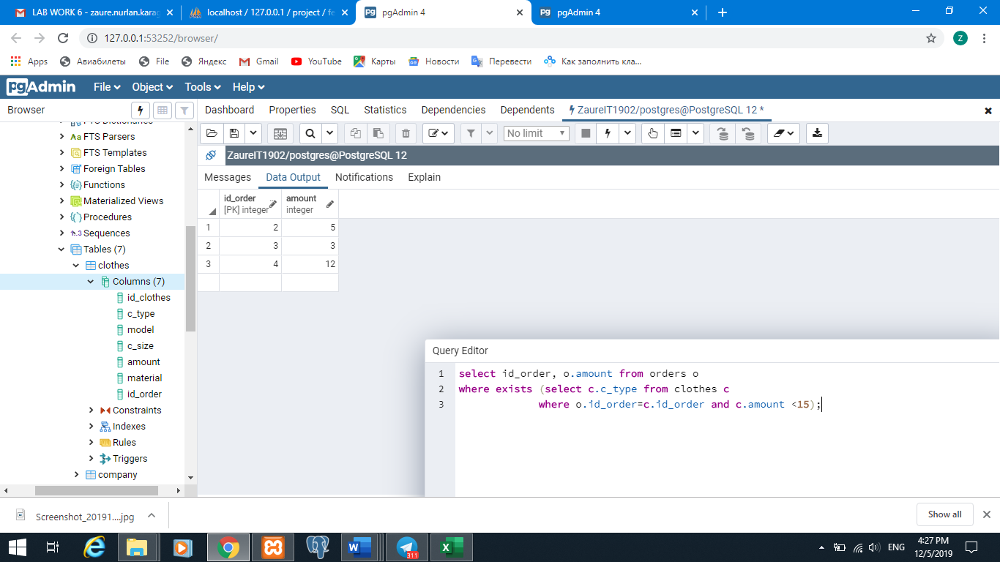 LAB WORK 6 - zaure.nurlan.karag
localhost / 127.0.0.1 / project / fe
pgAdmin 4
pgAdmin 4
127.0.0.1:53252/browser/
Z
Apps
Авиабилеты
File
Яндекс
Gmail
YouTube
Карты
Новости
Перевести
Как заполнить кла...
pgAdmin
File
Object
Tools
Help
Browser
Dashboard
Properties
SQL
Statistics
Dependencies
Dependents
ZaureIT1902/postgres@PostgreSQL 12 *
No limit
ZaureIT1902/postgres@PostgreSQL 12
FTS Dictionaries
Aa FTS Parsers
FTS Templates
Foreign Tables
Functions
Materialized Views
Procedures
1..3 Sequences
Tables (7)
clothes
Columns (7)
id_clothes
c_type
model
c_size
amount
material
id_order
Constraints
Indexes
Rules
Triggers
company
Messages
Data Output
Notifications
Explain
id_order
[PK] integer
amount
integer
1 2 5
2 3 3
3 4 12
Query Editor
1 select id_order, o.amount from orders o
2 where exists (select c.c_type from clothes c
3 where o.id_order=c.id_order and c.amount <15);
Screenshot_20191....jpg
Show all
311
ENG
4:27 PM
12/5/2019